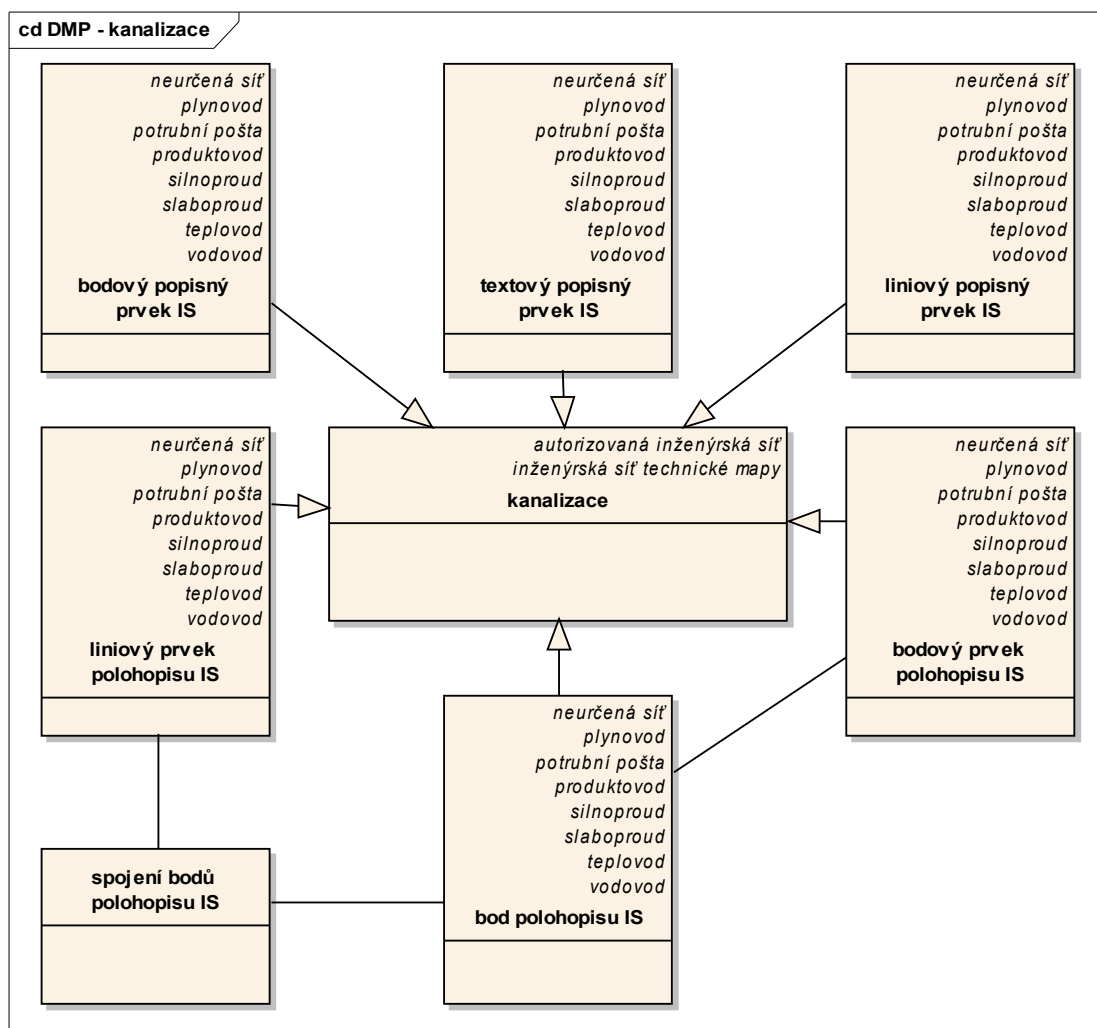 cd DMP - kanalizace
neurčená síť
plynovod
potrubní pošta
produktovod
silnoproud
slaboproud
teplovod
vodovod
bodový popisný
prvek IS
neurčená síť
plynovod
potrubní pošta
produktovod
silnoproud
slaboproud
teplovod
vodovod
textový popisný
prvek IS
neurčená síť
plynovod
potrubní pošta
produktovod
silnoproud
slaboproud
teplovod
vodovod
liniový popisný
prvek IS
neurčená síť
plynovod
potrubní pošta
produktovod
silnoproud
slaboproud
teplovod
vodovod
liniový prvek
polohopisu IS
autorizovaná inženýrská síť
inženýrská síť technické mapy
kanalizace
neurčená síť
plynovod
potrubní pošta
produktovod
silnoproud
slaboproud
teplovod
vodovod
bodový prvek
polohopisu IS
spojení bodů
polohopisu IS
neurčená síť
plynovod
potrubní pošta
produktovod
silnoproud
slaboproud
teplovod
vodovod
bod polohopisu IS